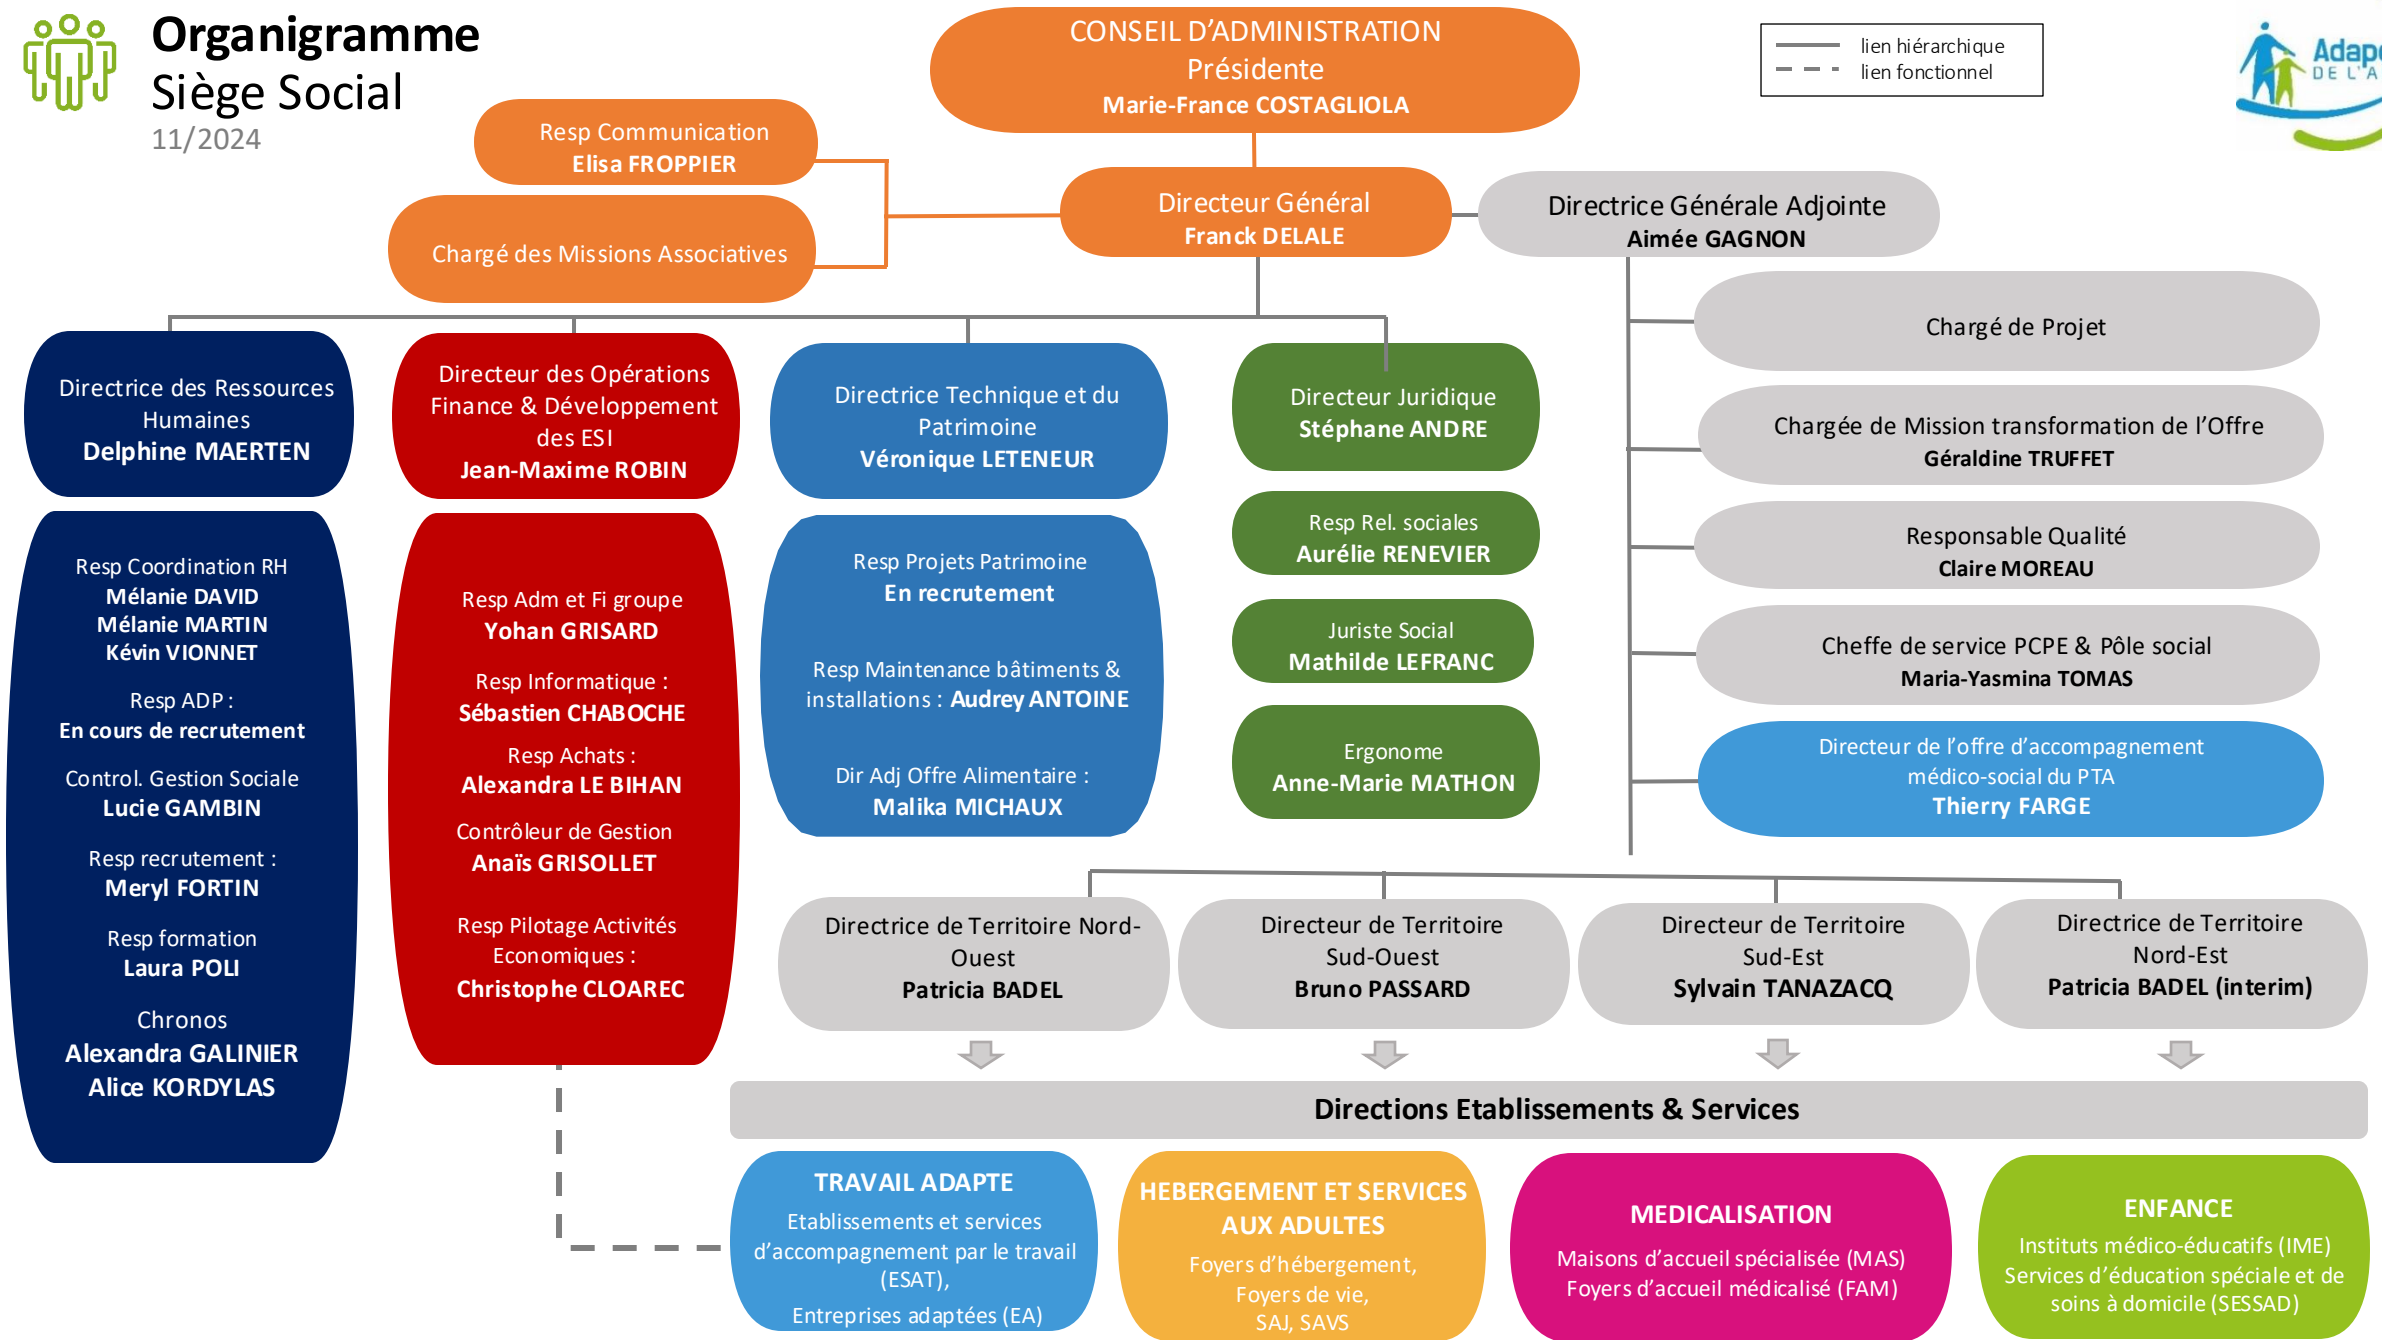 Organigramme
Siège Social
11/2024
CONSEIL D’ADMINISTRATION
Présidente
Marie-France COSTAGLIOLA
lien hiérarchique
lien fonctionnel
Adape
DE L'A
Resp Communication
Elisa FROPPIER
Chargé des Missions Associatives
Directeur Général
Franck DELALE
Directrice Générale Adjointe
Aimée GAGNON
Chargé de Projet
Chargée de Mission transformation de l’Offre
Géraldine TRUFFET
Responsable Qualité
Claire MOREAU
Cheffe de service PCPE & Pôle social
Maria-Yasmina TOMAS
Directeur de l’offre d’accompagnement
médico-social du PTA
Thierry FARGE
Directrice des Ressources
Humaines
Delphine MAERTEN
Resp Coordination RH
Mélanie DAVID
Mélanie MARTIN
Kévin VIONNET
Resp ADP :
En cours de recrutement
Control. Gestion Sociale
Lucie GAMBIN
Resp recrutement :
Meryl FORTIN
Resp formation
Laura POLI
Chronos
Alexandra GALINIER
Alice KORDYLAS
Directeur des Opérations
Finance & Développement
des ESI
Jean-Maxime ROBIN
Resp Adm et Fi groupe
Yohan GRISARD
Resp Informatique :
Sébastien CHABOCHE
Resp Achats :
Alexandra LE BIHAN
Contrôleur de Gestion
Anaïs GRISOLLET
Resp Pilotage Activités
Economiques :
Christophe CLOAREC
Directrice Technique et du
Patrimoine
Véronique LETENEUR
Resp Projets Patrimoine
En recrutement
Resp Maintenance bâtiments &
installations : Audrey ANTOINE
Dir Adj Offre Alimentaire :
Malika MICHAUX
Directeur Juridique
Stéphane ANDRE
Resp Rel. sociales
Aurélie RENEVIER
Juriste Social
Mathilde LEFRANC
Ergonome
Anne-Marie MATHON
Directrice de Territoire Nord-
Ouest
Patricia BADEL
Directeur de Territoire
Sud-Ouest
Bruno PASSARD
Directeur de Territoire
Sud-Est
Sylvain TANAZACQ
Directrice de Territoire
Nord-Est
Patricia BADEL (interim)
Directions Etablissements & Services
TRAVAIL ADAPTE
Etablissements et services
d’accompagnement par le travail
(ESAT),
Entreprises adaptées (EA)
HEBERGEMENT ET SERVICES
AUX ADULTES
Foyers d’hébergement,
Foyers de vie,
SAJ, SAVS
MEDICALISATION
Maisons d’accueil spécialisée (MAS)
Foyers d’accueil médicalisé (FAM)
ENFANCE
Instituts médico-éducatifs (IME)
Services d’éducation spéciale et de
soins à domicile (SESSAD)